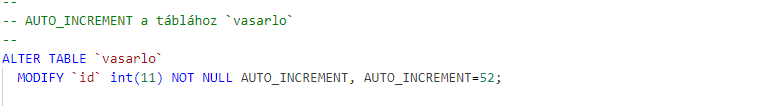 --
-- AUTO_INCREMENT a táblához `vasarlo`
--
ALTER TABLE `vasarlo`
  MODIFY `id` int(11) NOT NULL AUTO_INCREMENT, AUTO_INCREMENT=52;